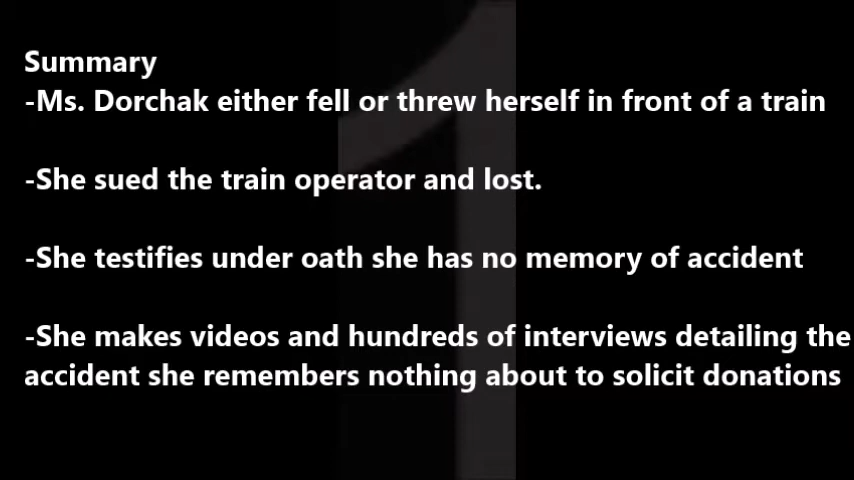 Summary
-Ms. Dorchak either fell or threw herself in front of a train
-She sued the train operator and lost.
-She testifies under oath she has no memory of accident
-She makes videos and hundreds of interviews detailing the
accident she remembers nothing about to solicit donations